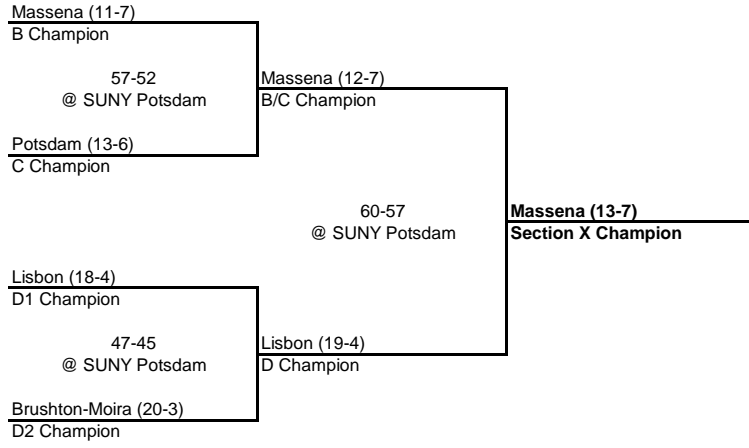 Massena (11-7)
B Champion
57-52
@ SUNY Potsdam
Massena (12-7)
B/C Champion
Potsdam (13-6)
C Champion
60-57
@ SUNY Potsdam
Massena (13-7)
Section X Champion
Lisbon (18-4)
D1 Champion
47-45
@ SUNY Potsdam
Lisbon (19-4)
D Champion
Brushton-Moira (20-3)
D2 Champion